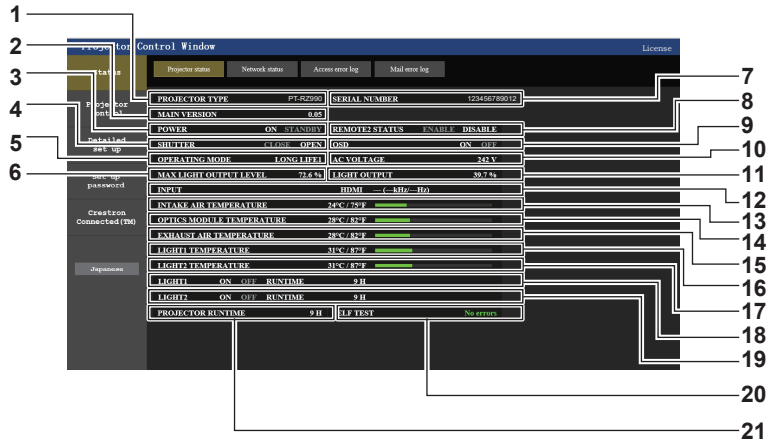 1
2
3
4
5
6
Projector Control Window License
Status
Projector status Network status Access error log Mail error log
Projector control
Detailed set up
Set up password
Crestron Connected(TM)
Japanese
PROJECTOR TYPE PT-RZ990 SERIAL NUMBER 123456789012
MAIN VERSION 0.05
POWER ON STANDBY REMOTE2 STATUS ENABLE DISABLE
SHUTTER CLOSE OPEN OSD ON OFF
OPERATING MODE LONG LIFE1 AC VOLTAGE 242 V
MAX LIGHT OUTPUT LEVEL 72.6 % LIGHT OUTPUT 39.7 %
INPUT HDMI ---(---kHz/---Hz)
INTAKE AIR TEMPERATURE 24°C / 75°F
OPTICS MODULE TEMPERATURE 28°C / 82°F
EXHAUST AIR TEMPERATURE 28°C / 82°F
LIGHT1 TEMPERATURE 31°C / 87°F
LIGHT2 TEMPERATURE 31°C / 87°F
LIGHT1 ON OFF RUNTIME 9 H
LIGHT2 ON OFF RUNTIME 9 H
PROJECTOR RUNTIME 9 H ELF TEST No errors
7
8
9
10
11
12
13
14
15
16
17
18
19
20
21